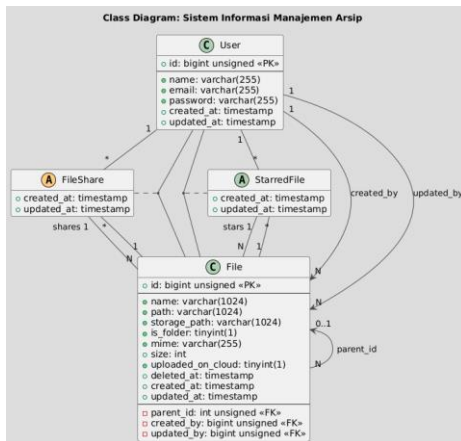 Class Diagram: Sistem Informasi Manajemen Arsip
C User
id: bigint unsigned «PK»
name: varchar(255)
email: varchar(255)
password: varchar(255)
created_at: timestamp
updated_at: timestamp
1
1
1
1
*
*
created_by
updated_by
A FileShare
created_at: timestamp
updated_at: timestamp
A StarredFile
created_at: timestamp
updated_at: timestamp
shares 1
*
stars 1
*
N
1
N
1
N
N
C File
id: bigint unsigned «PK»
name: varchar(1024)
path: varchar(1024)
storage_path: varchar(1024)
is_folder: tinyint(1)
mime: varchar(255)
size: int
uploaded_on_cloud: tinyint(1)
deleted_at: timestamp
created_at: timestamp
updated_at: timestamp
parent_id: int unsigned «FK»
created_by: bigint unsigned «FK»
updated_by: bigint unsigned «FK»
0..1
parent_id
N